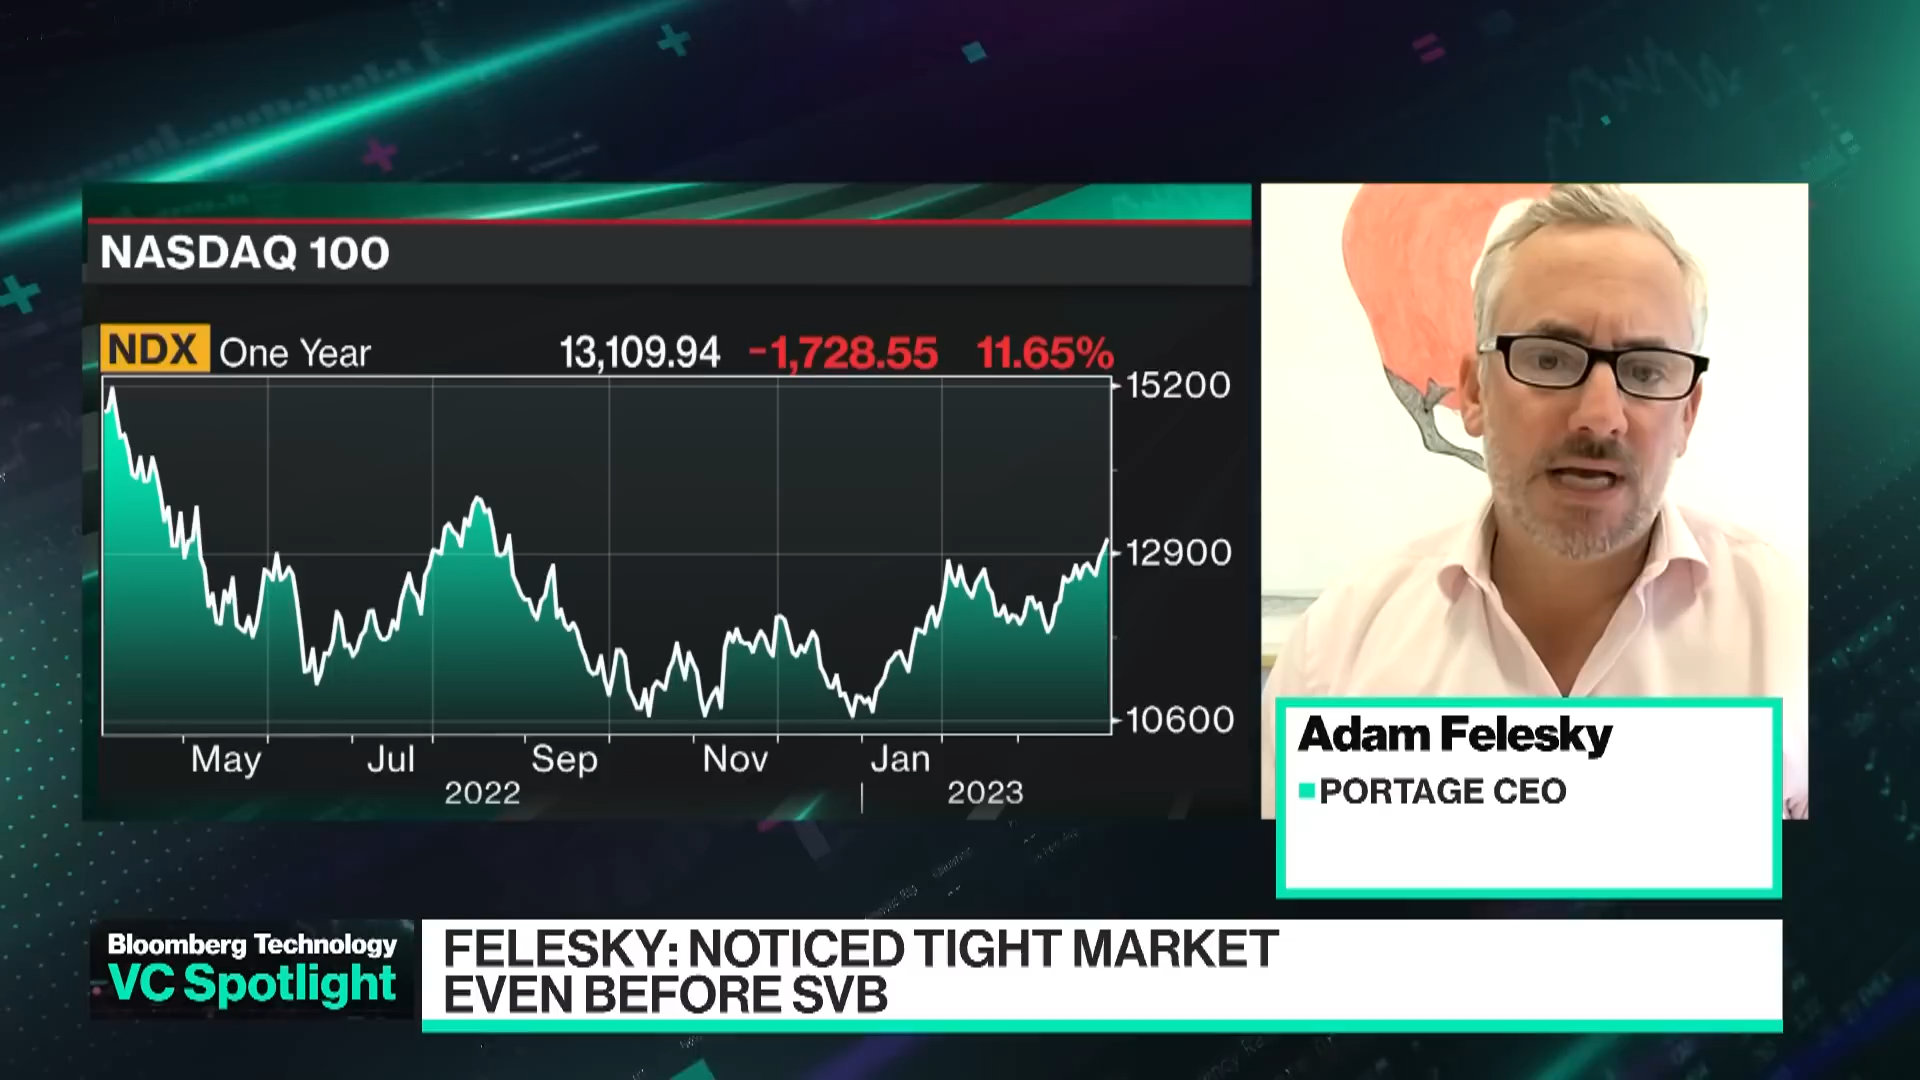 NASDAQ 100
NDX One Year 13,109.94 -1,728.55 11.65%
15200
12900
10600
May Jul Sep Nov Jan
2022 2023
Adam Felesky
PORTAGE CEO
Bloomberg Technology
VC Spotlight
FELESKY: NOTICED TIGHT MARKET
EVEN BEFORE SVB